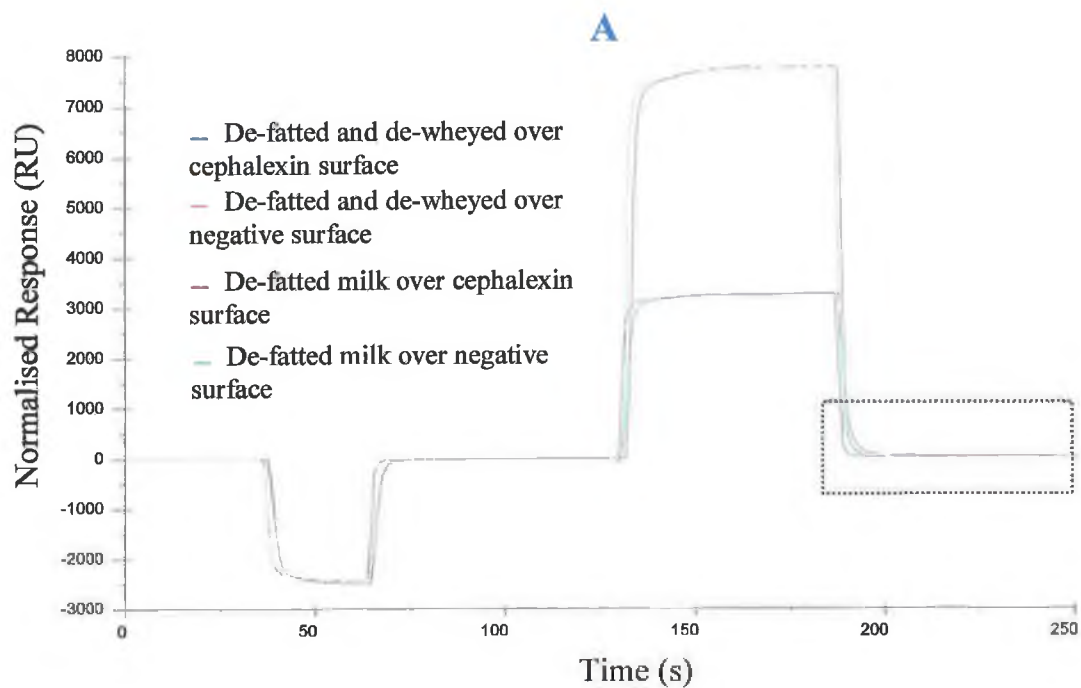 A
8000
7000
6000
5000
4000
3000
2000
1000
0
-1000
-2000
-3000
Normalised Response (RU)
— De-fatted and de-wheyed over
cephalexin surface
— De-fatted and de-wheyed over
negative surface
— De-fatted milk over cephalexin
surface
— De-fatted milk over negative
surface
0 50 100 150 200 250
Time (s)